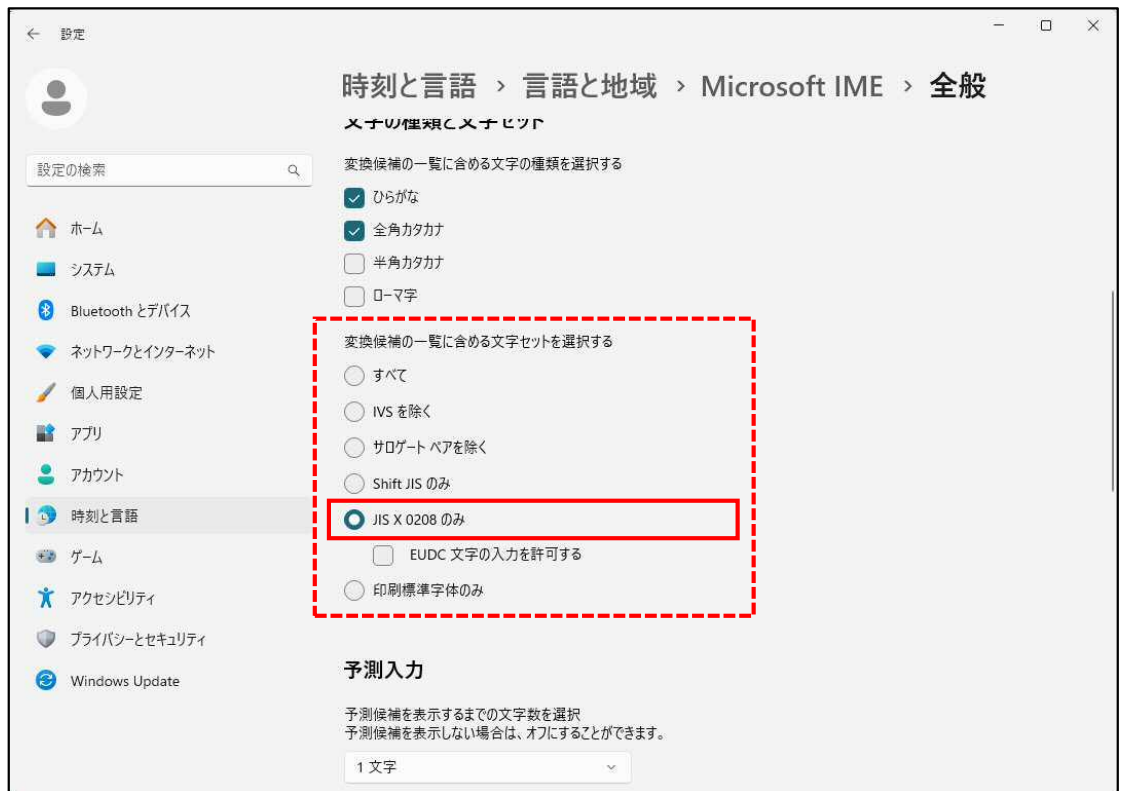 設定
時刻と言語 › 言語と地域 › Microsoft IME › 全般
文字の種類と文字セット
設定の検索
ホーム
システム
Bluetooth とデバイス
ネットワークとインターネット
個人用設定
アプリ
アカウント
時刻と言語
ゲーム
アクセシビリティ
プライバシーとセキュリティ
Windows Update
変換候補の一覧に含める文字の種類を選択する
ひらがな
全角カタカナ
半角カタカナ
ローマ字
変換候補の一覧に含める文字セットを選択する
すべて
IVS を除く
サロゲート ペアを除く
Shift JIS のみ
JIS X 0208 のみ
EUDC 文字の入力を許可する
印刷標準字体のみ
予測入力
予測候補を表示するまでの文字数を選択
予測候補を表示しない場合は、オフにすることができます。
1 文字